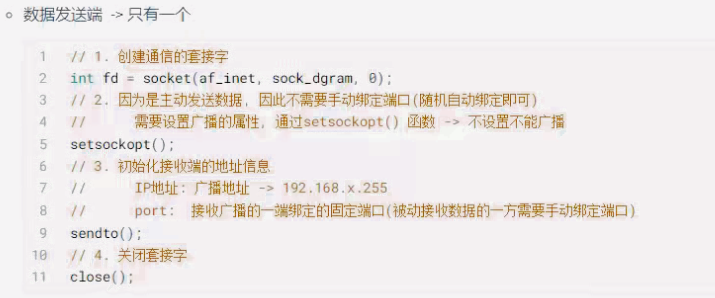 数据发送端 -> 只有一个
1 // 1. 创建通信的套接字
2 int fd = socket(af_inet, sock_dgram, 0);
3 // 2. 因为是主动发送数据, 因此不需要手动绑定端口(随机自动绑定即可)
4 // 需要设置广播的属性, 通过setsockopt() 函数 -> 不设置不能广播
5 setsockopt();
6 // 3. 初始化接收端的地址信息
7 // IP地址: 广播地址 -> 192.168.x.255
8 // port: 接收广播的一端绑定的固定端口(被动接收数据的一方需要手动绑定端口)
9 sendto();
10 // 4. 关闭套接字
11 close();